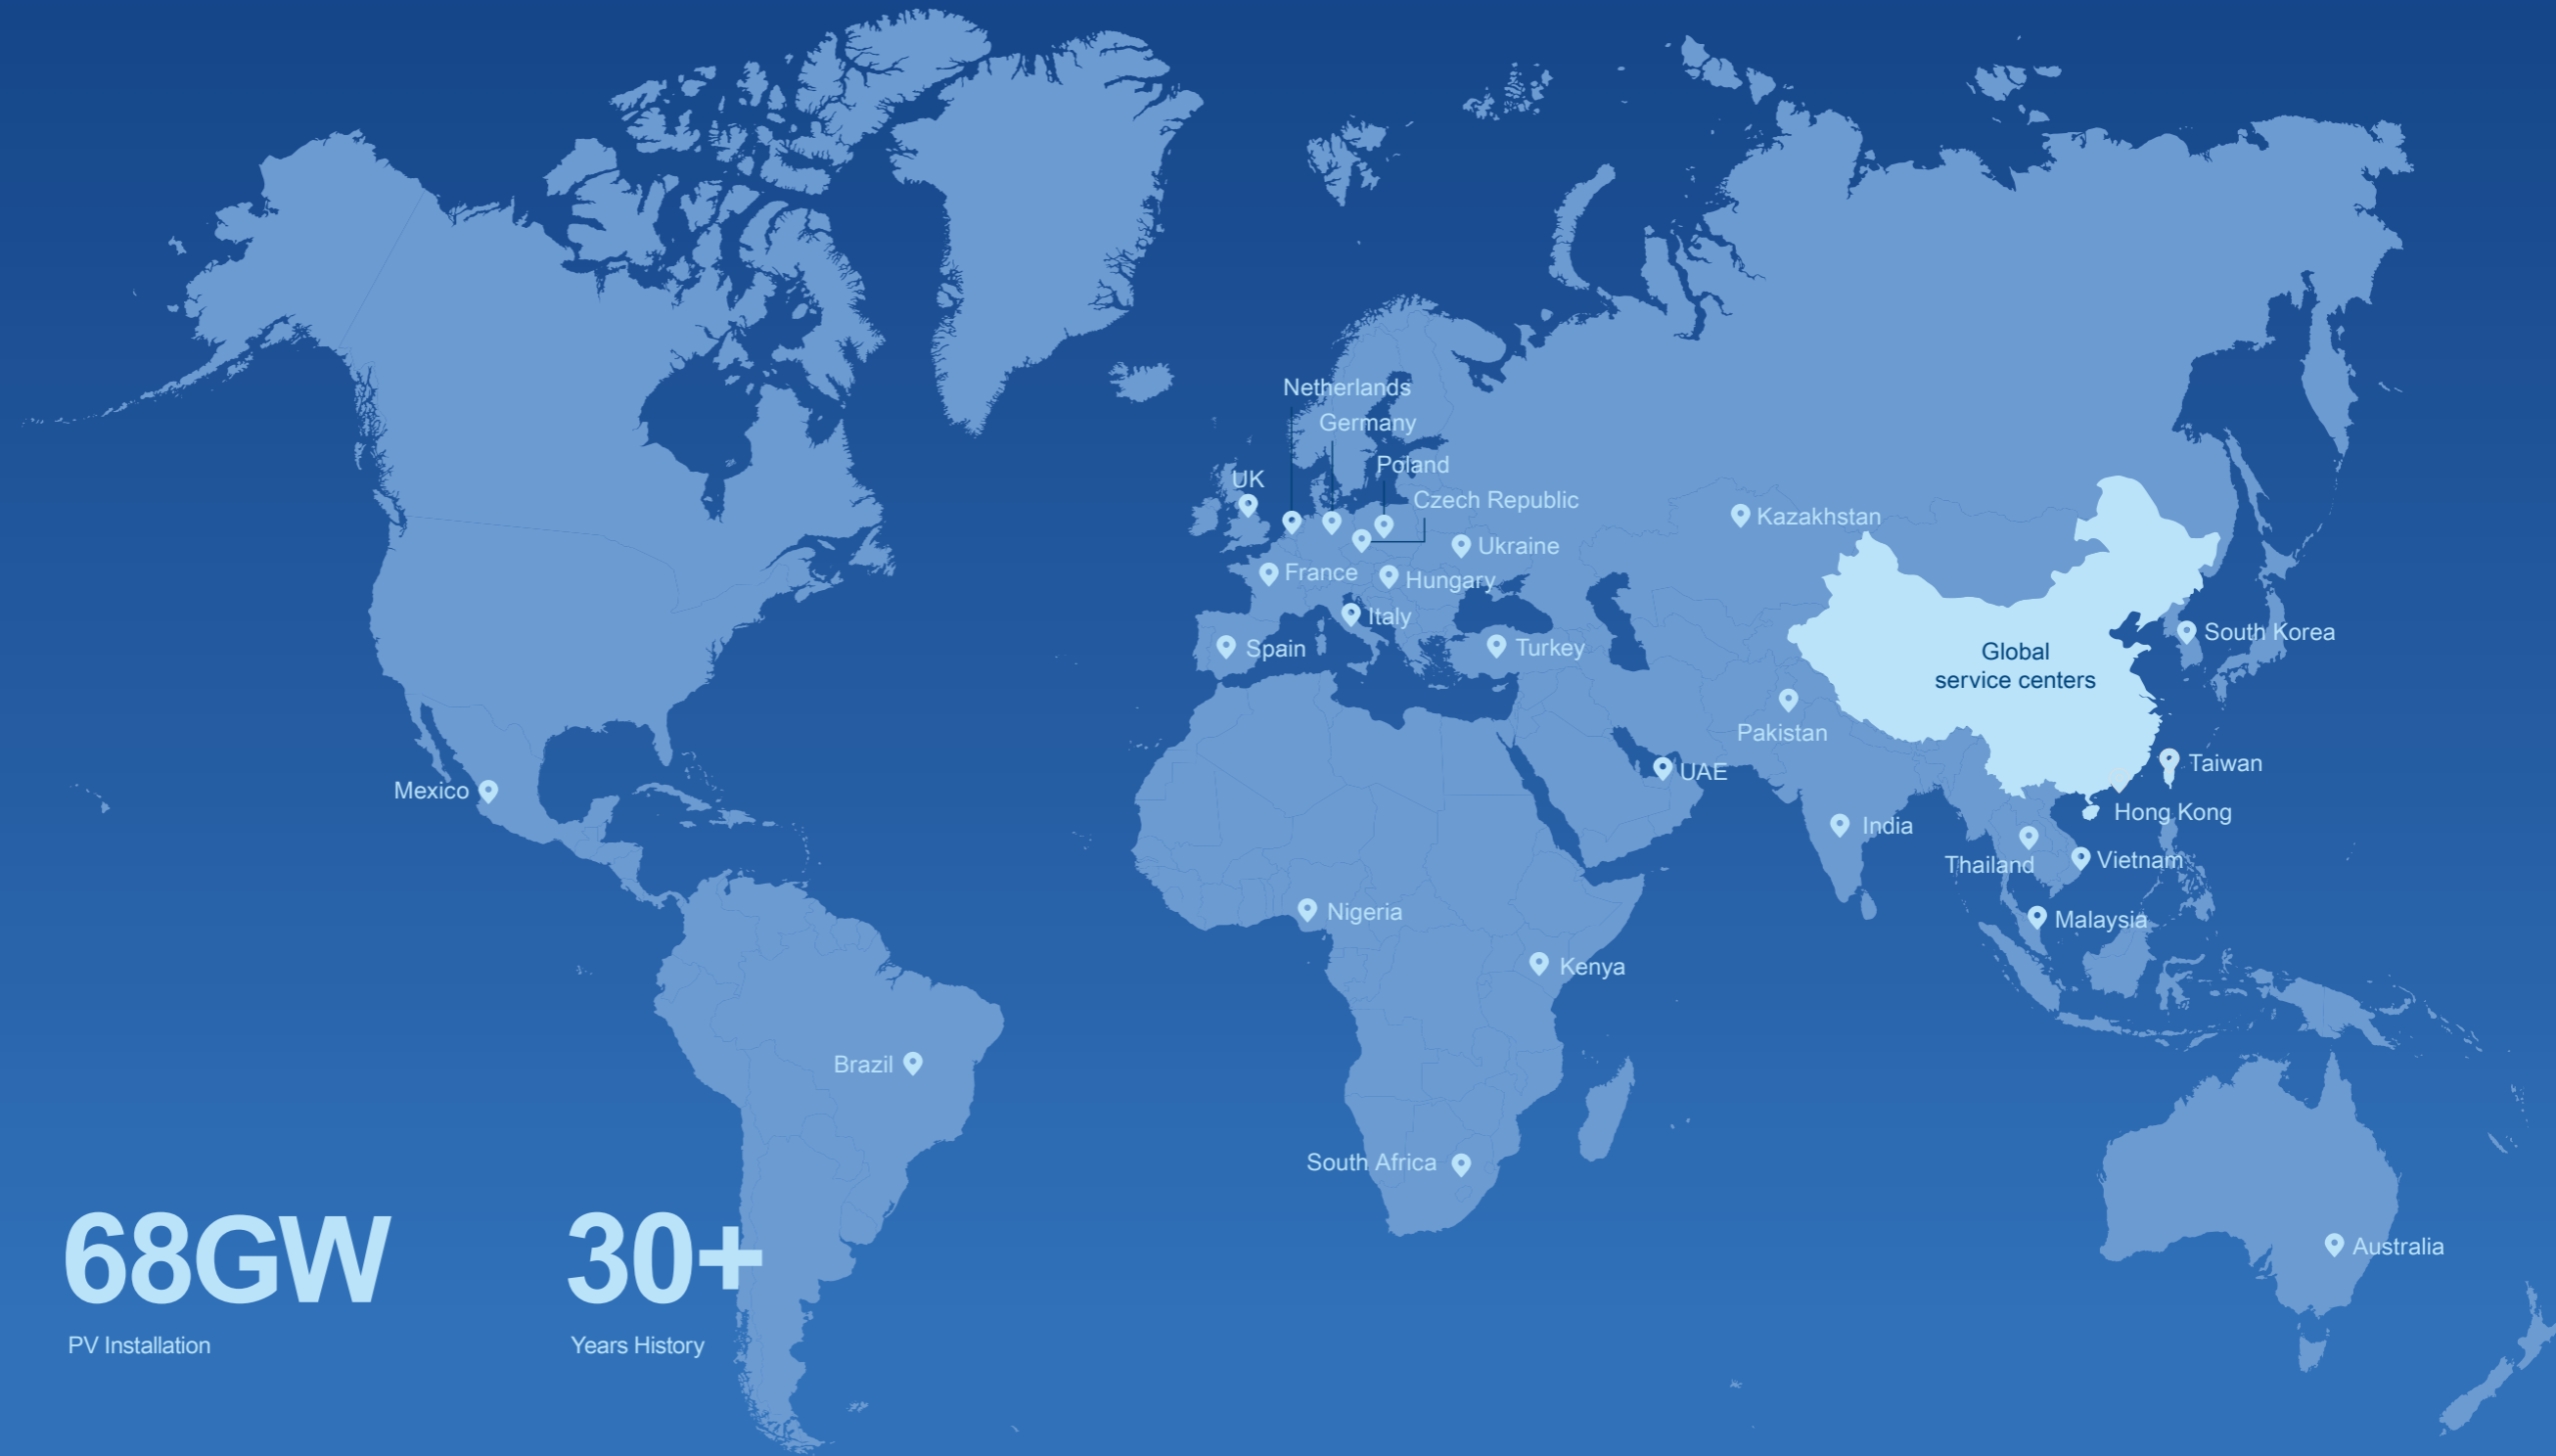 Netherlands
Germany
Poland
UK
Czech Republic
Kazakhstan
Ukraine
France
Hungary
Italy
Spain
Turkey
South Korea
Global
service centers
Pakistan
Taiwan
UAE
Mexico
Hong Kong
India
Thailand
Vietnam
Nigeria
Malaysia
Kenya
Brazil
South Africa
Australia
68GW
PV Installation
30+
Years History